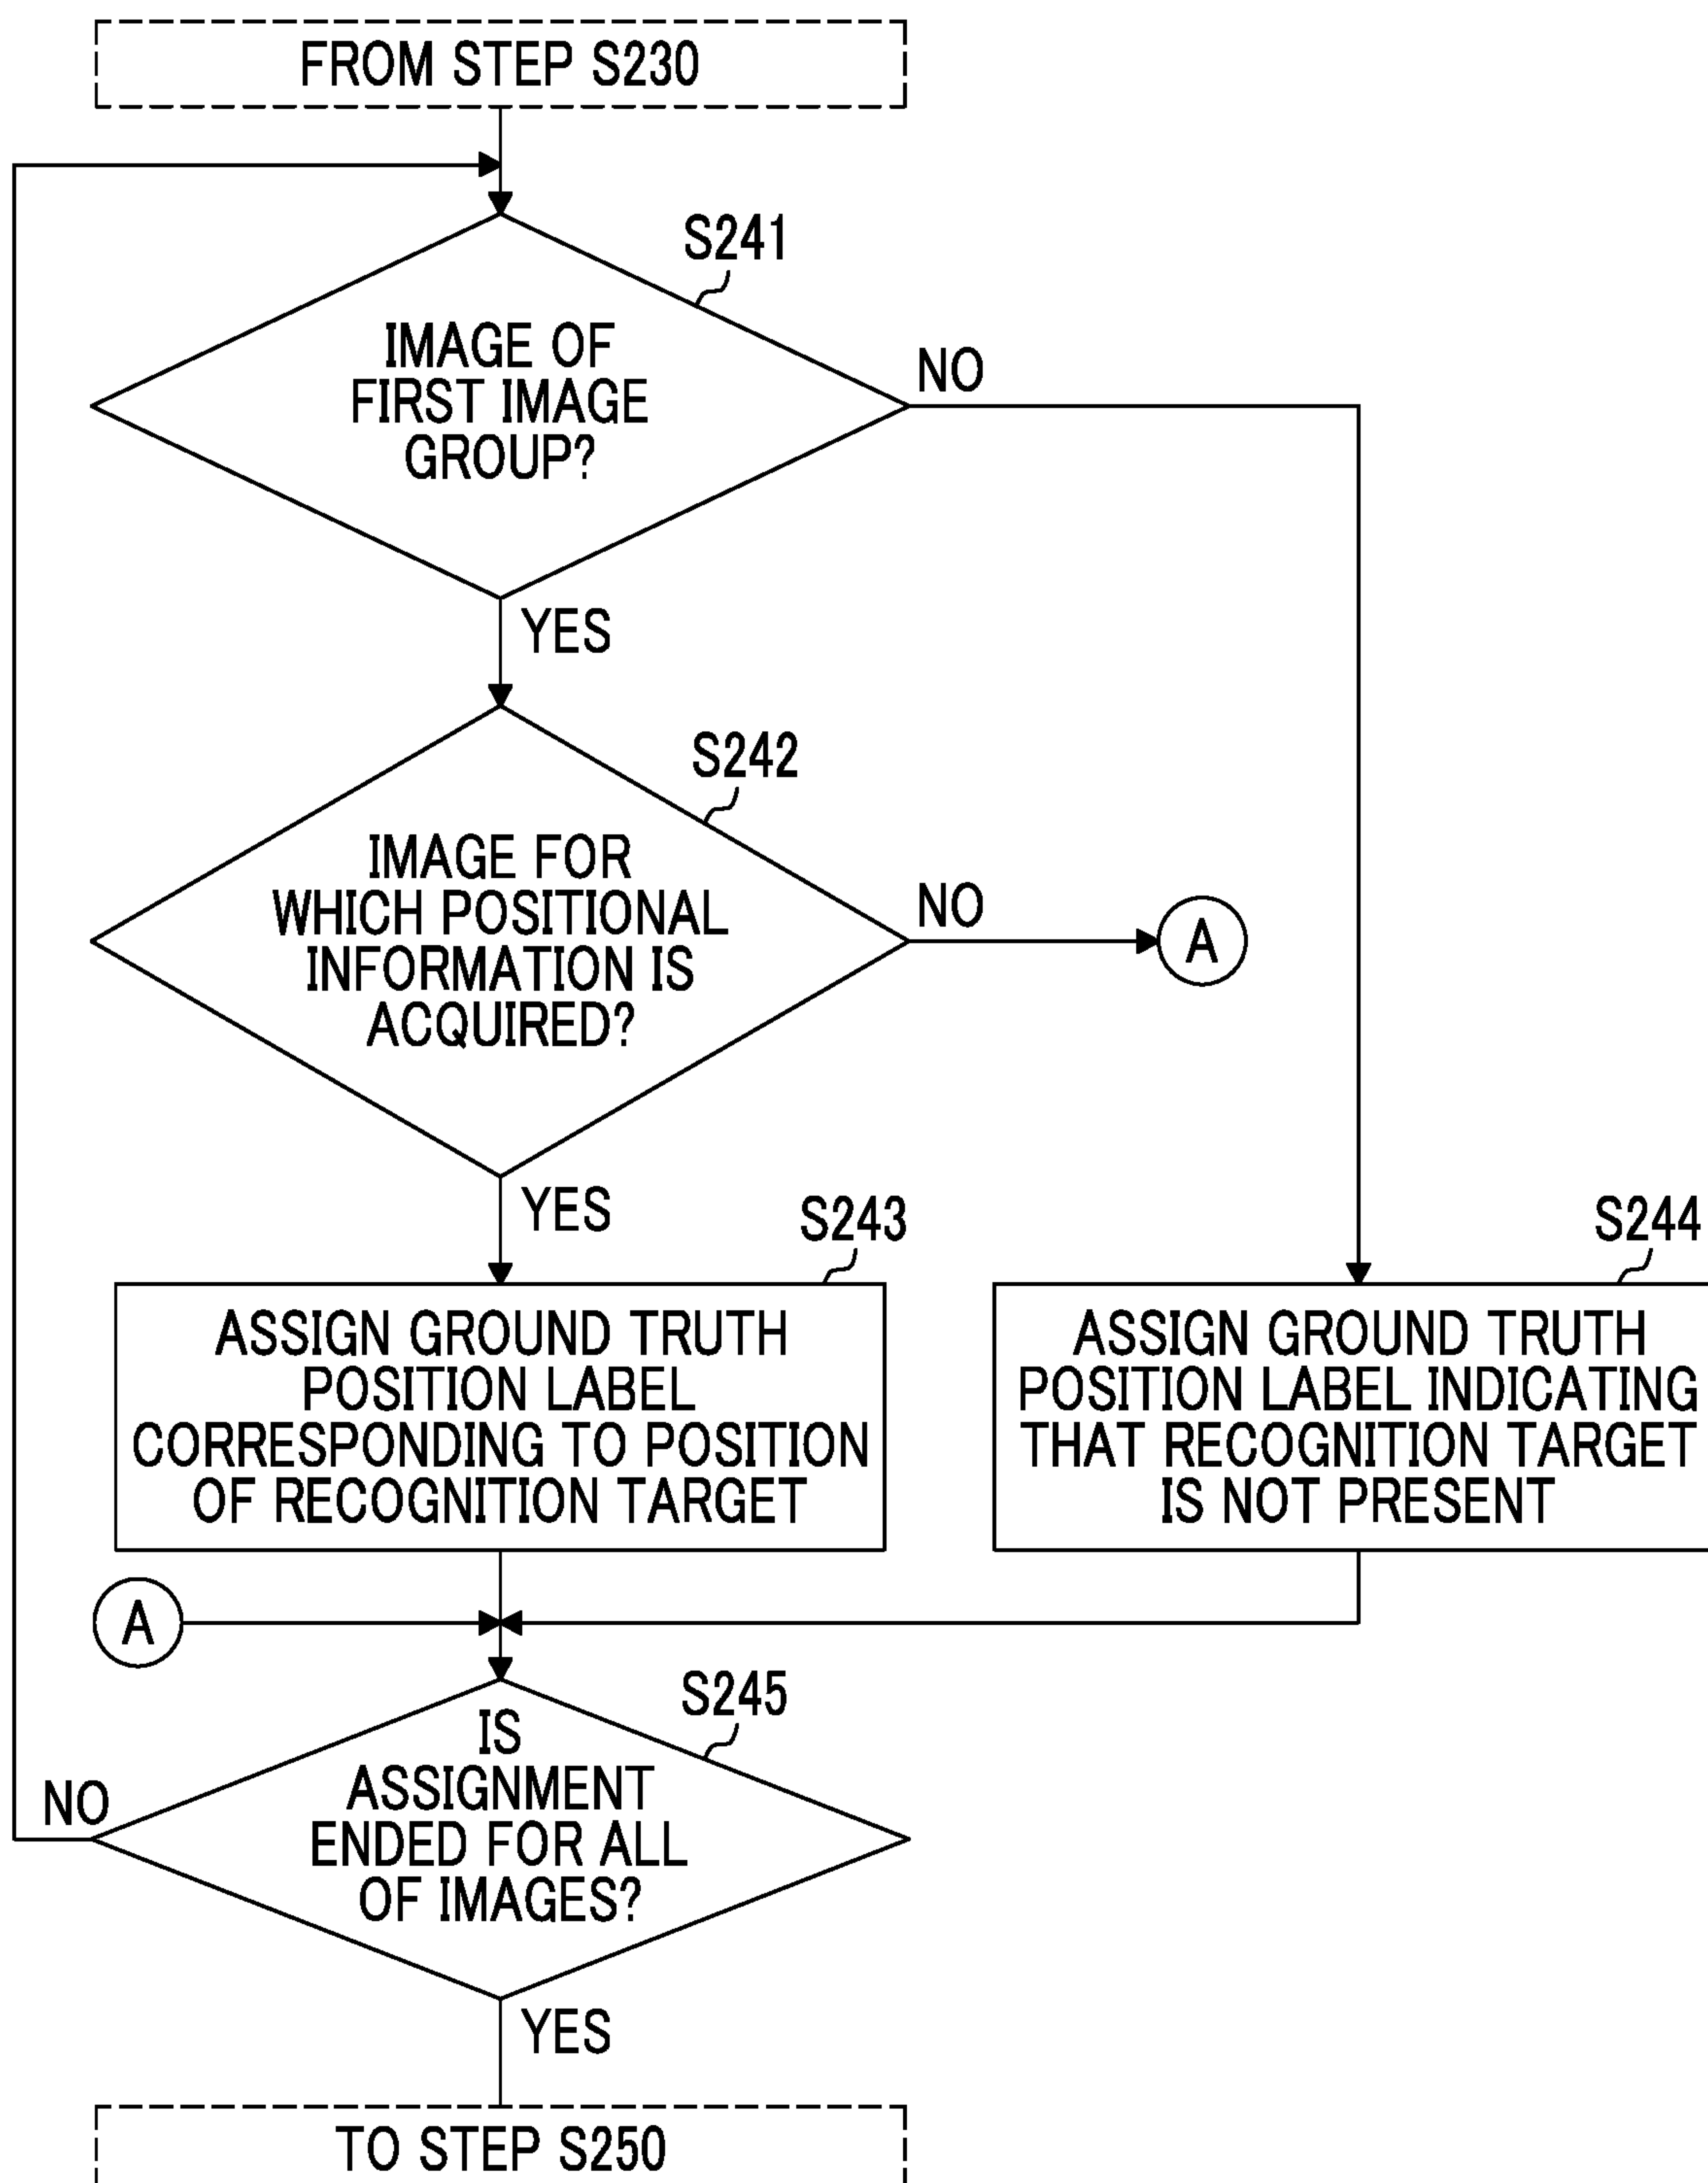 FROM STEP S230
S241
IMAGE OF
FIRST IMAGE
GROUP?
NO
YES
S242
IMAGE FOR
WHICH POSITIONAL
INFORMATION IS
ACQUIRED?
NO
A
YES
S243
ASSIGN GROUND TRUTH
POSITION LABEL
CORRESPONDING TO POSITION
OF RECOGNITION TARGET
S244
ASSIGN GROUND TRUTH
POSITION LABEL INDICATING
THAT RECOGNITION TARGET
IS NOT PRESENT
A
S245
IS
ASSIGNMENT
ENDED FOR ALL
OF IMAGES?
NO
YES
TO STEP S250